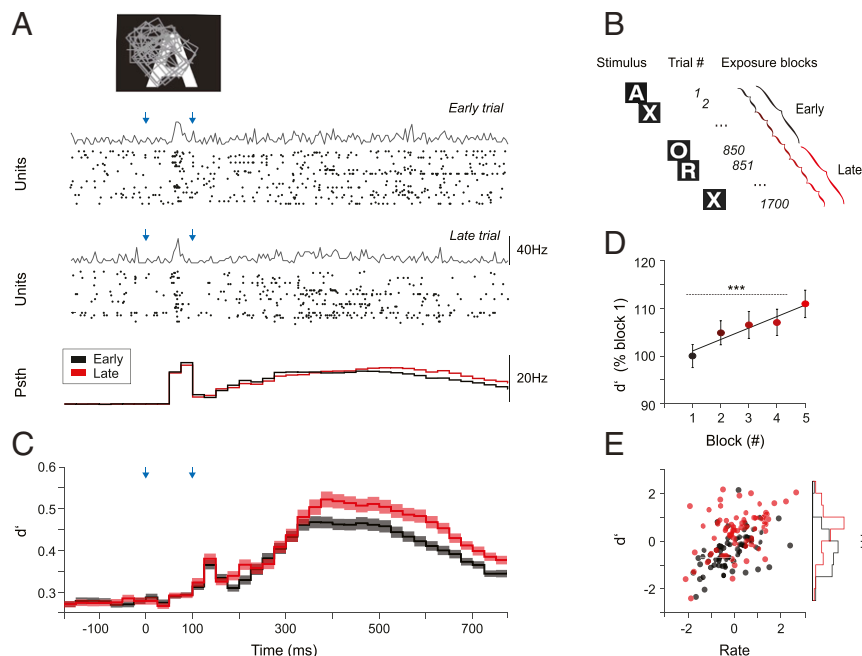 A
A
Early trial
Units
Late trial
40Hz
Units
Early
Late
Psth
20Hz
B
Stimulus Trial # Exposure blocks
A 1
X 2
Early
...
O 850
R 851
Late
...
X 1700
C
0.6
0.5
0.4
0.3
d‘
-100 0 100 300 500 700
Time (ms)
D
120
110
100
90
d‘ (% block 1)
***
1 2 3 4 5
Block (#)
E
2
0
-2
d‘
-2 0 2
Rate